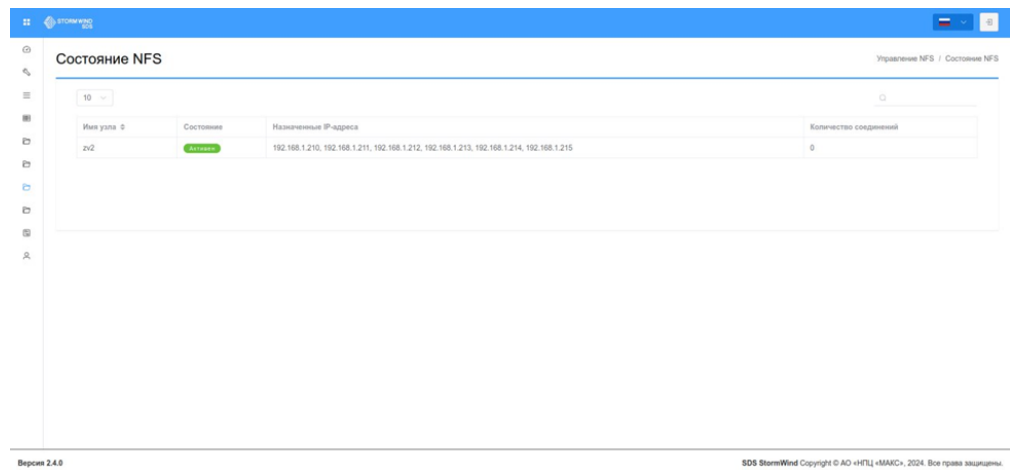 STORMWIND
SDS
Состояние NFS
Управление NFS / Состояние NFS
10
Имя узла Состояние Назначенные IP-адреса Количество соединений
zv2 Активен 192.168.1.210, 192.168.1.211, 192.168.1.212, 192.168.1.213, 192.168.1.214, 192.168.1.215 0
Версия 2.4.0 SDS StormWind Copyright © АО «НПЦ «МАКС», 2024. Все права защищены.